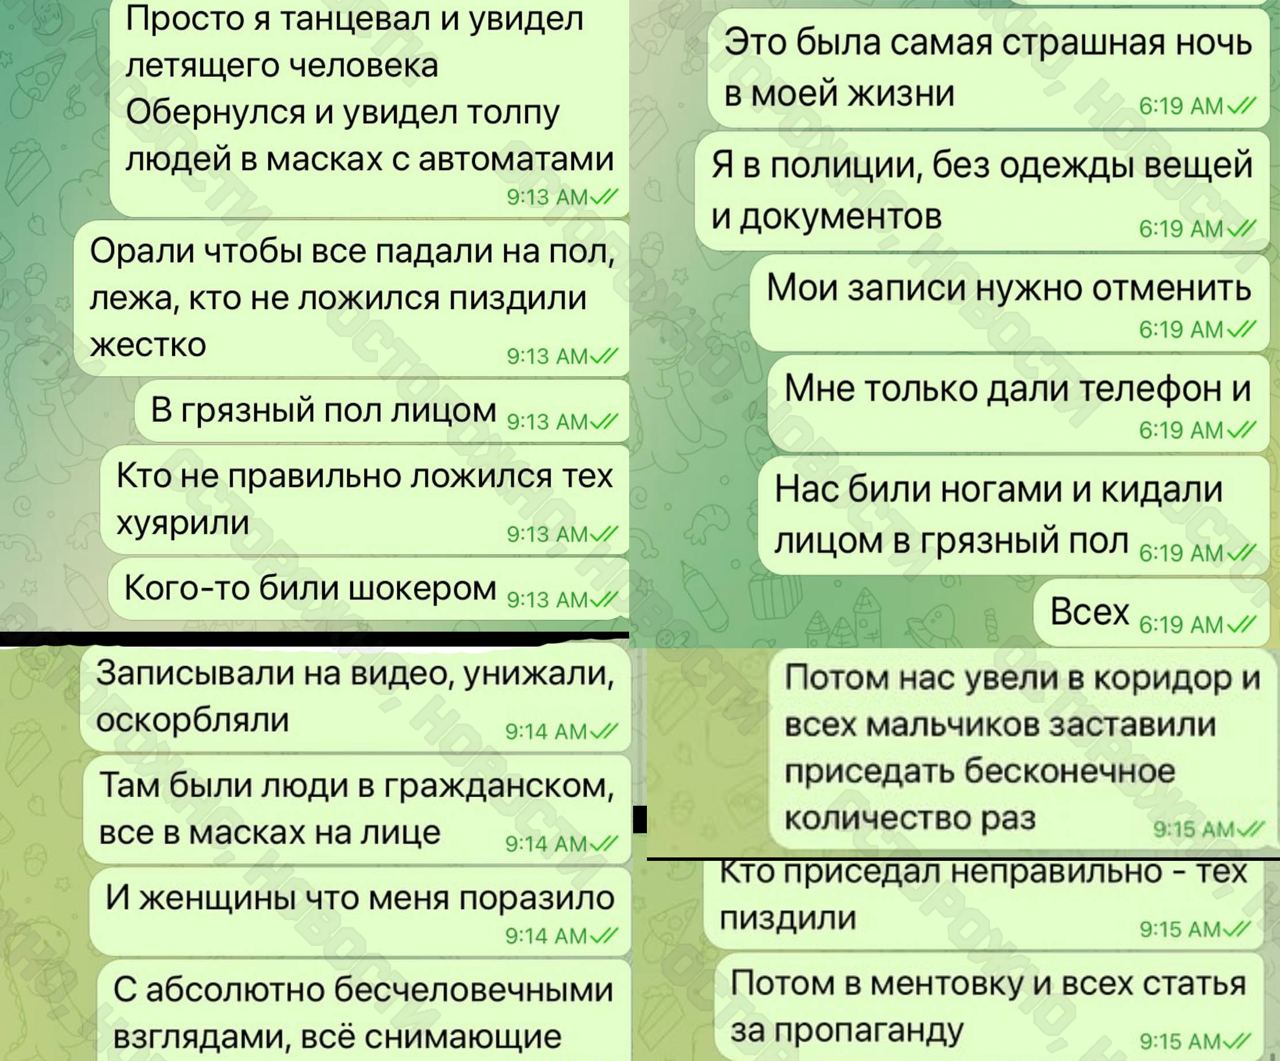 Просто я танцевал и увидел
летящего человека
Обернулся и увидел толпу
людей в масках с автоматами
9:13 AM
Орали чтобы все падали на пол,
лежа, кто не ложился пиздили
жестко
9:13 AM
В грязный пол лицом
9:13 AM
Кто не правильно ложился тех
хуярили
9:13 AM
Кого-то били шокером
9:13 AM
Записывали на видео, унижали,
оскорбляли
9:14 AM
Там были люди в гражданском,
все в масках на лице
9:14 AM
И женщины что меня поразило
9:14 AM
С абсолютно бесчеловечными
взглядами, всё снимающие
Это была самая страшная ночь
в моей жизни
6:19 AM
Я в полиции, без одежды вещей
и документов
6:19 AM
Мои записи нужно отменить
6:19 AM
Мне только дали телефон и
6:19 AM
Нас били ногами и кидали
лицом в грязный пол
6:19 AM
Всех
6:19 AM
Потом нас увели в коридор и
всех мальчиков заставили
приседать бесконечное
количество раз
9:15 AM
Кто приседал неправильно - тех
пиздили
9:15 AM
Потом в ментовку и всех статья
за пропаганду
9:15 AM
ОСТОРОЖНО, НОВОСТИ